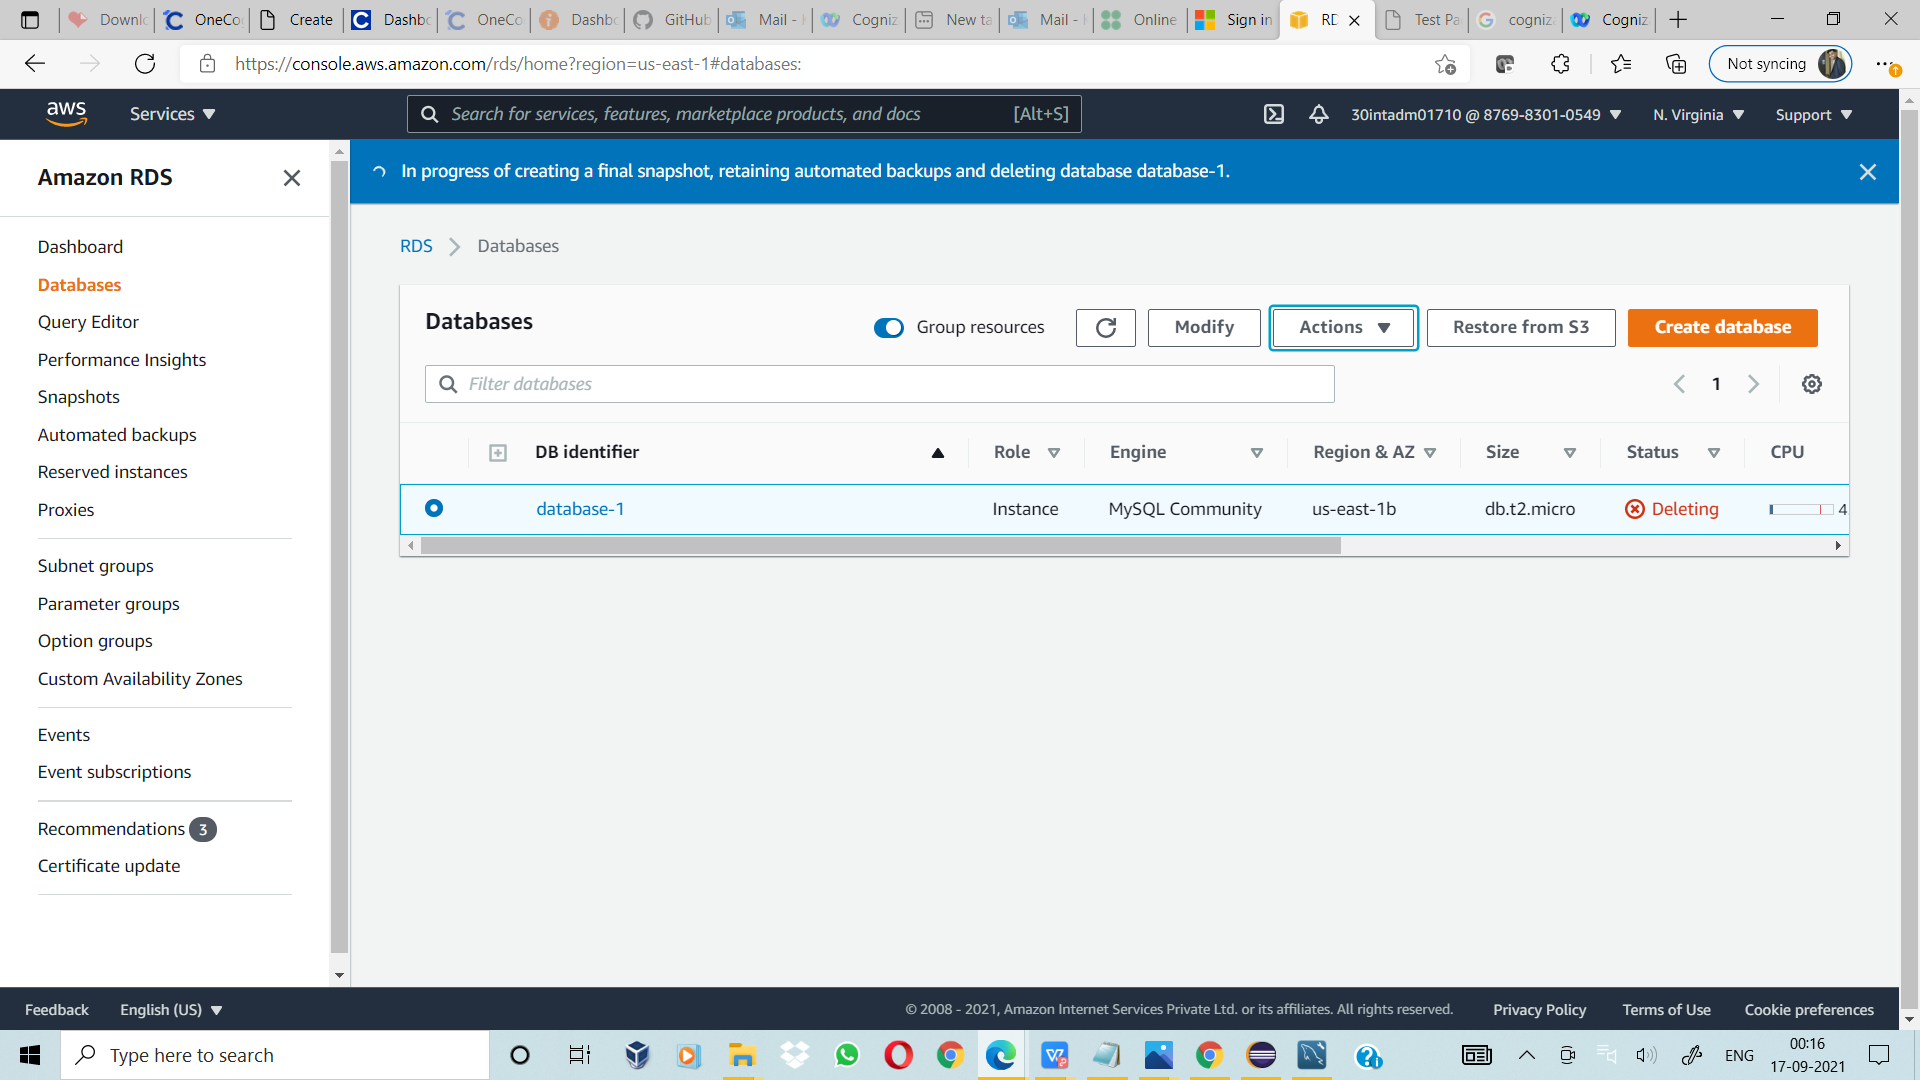 Downl
OneCo
Create
Dashbo
OneCo
Dashbo
GitHub
Mail -
Cogniz
New ta
Mail -
Online
Sign in
RD
Test Pa
cogniza
Cogniz
https://console.aws.amazon.com/rds/home?region=us-east-1#databases:
Not syncing
aws
Services
Search for services, features, marketplace products, and docs
[Alt+S]
30intadm01710 @ 8769-8301-0549
N. Virginia
Support
Amazon RDS
Dashboard
Databases
Query Editor
Performance Insights
Snapshots
Automated backups
Reserved instances
Proxies
Subnet groups
Parameter groups
Option groups
Custom Availability Zones
Events
Event subscriptions
Recommendations 3
Certificate update
In progress of creating a final snapshot, retaining automated backups and deleting database database-1.
RDS Databases
Databases
Group resources
Modify
Actions
Restore from S3
Create database
Filter databases
1
DB identifier Role Engine Region & AZ Size Status CPU
database-1 Instance MySQL Community us-east-1b db.t2.micro Deleting 4
Feedback
English (US)
© 2008 - 2021, Amazon Internet Services Private Ltd. or its affiliates. All rights reserved.
Privacy Policy
Terms of Use
Cookie preferences
Type here to search
ENG
00:16
17-09-2021